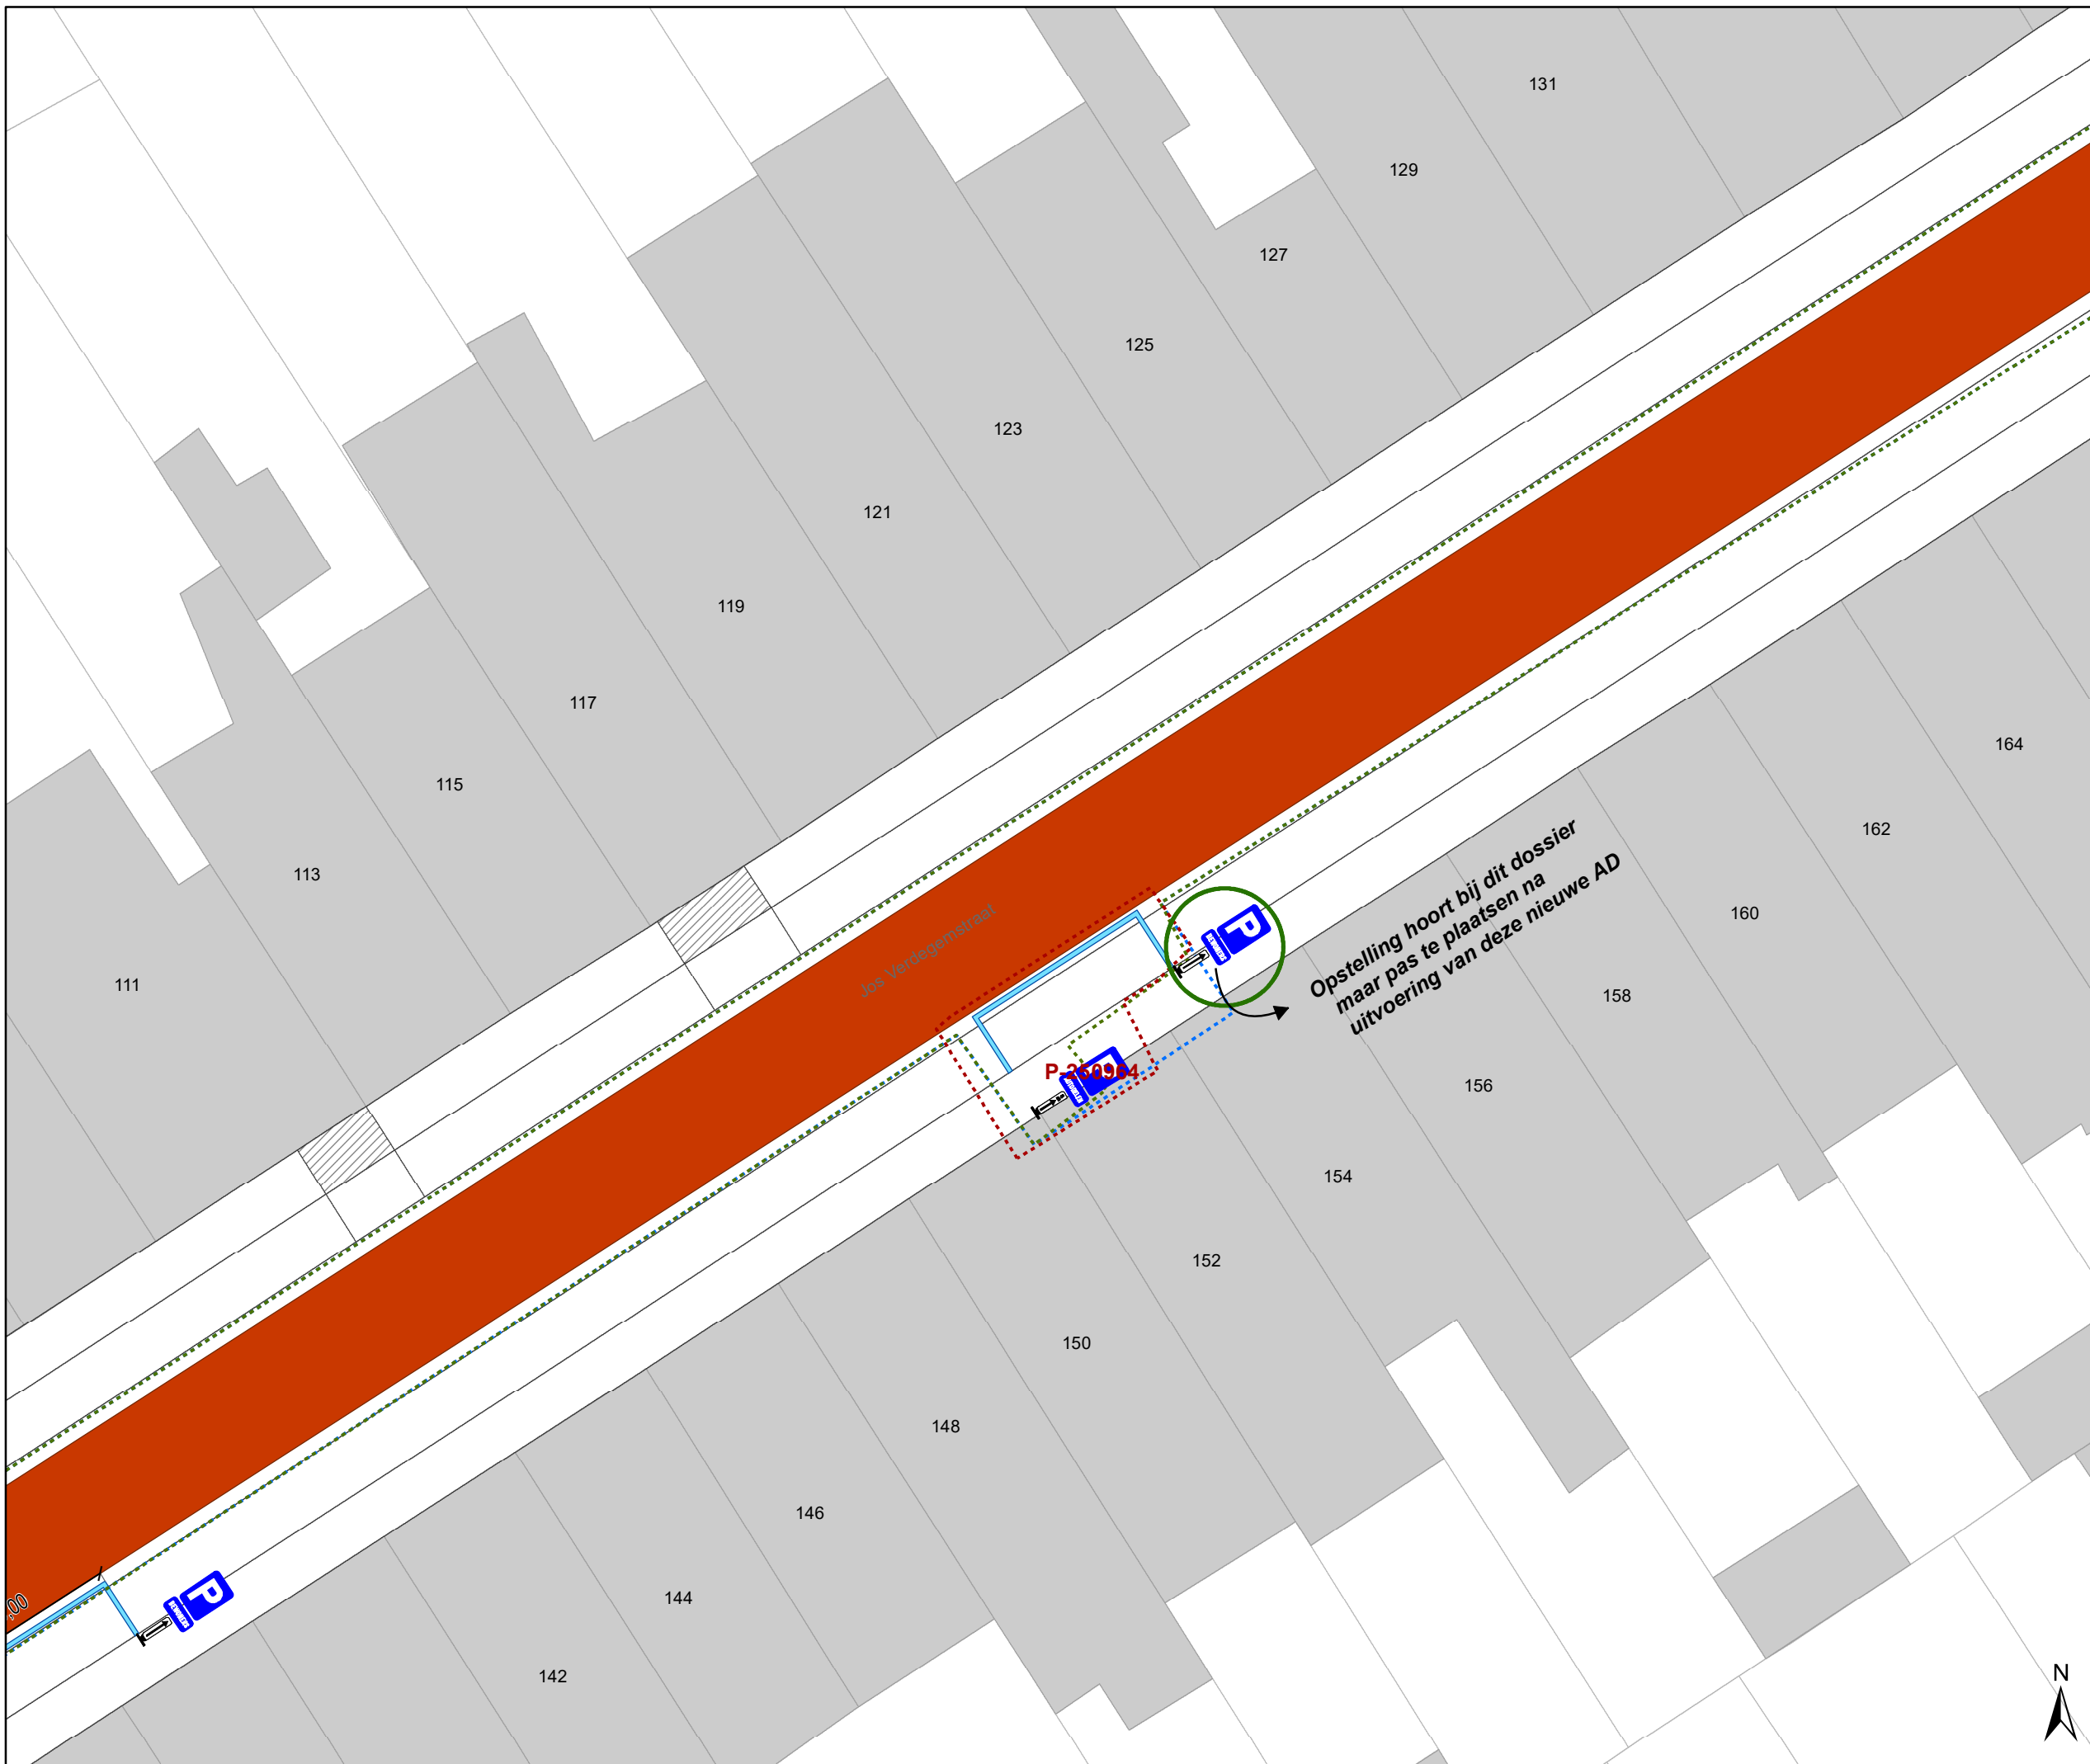 131
129
127
125
123
121
119
117
115
113
111
Jos Verdegemstraat
P
P-250964
P
Opstelling hoort bij dit dossier
maar pas te plaatsen na
uitvoering van deze nieuwe AD
164
162
160
158
156
154
152
150
148
146
144
142
,00
P
N